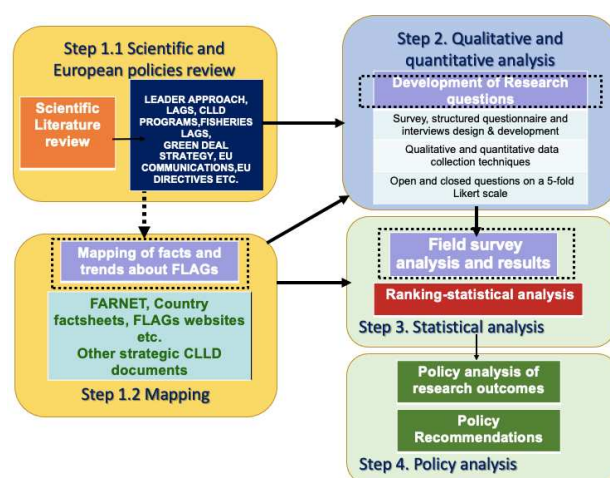 Step 1.1 Scientific and
European policies review
Scientific
Literature
review
LEADER APPROACH,
LAGS, CLLD
PROGRAMS,FISHERIES
LAGS,
GREEN DEAL
STRATEGY, EU
COMMUNICATIONS,EU
DIRECTIVES ETC.
Mapping of facts and
trends about FLAGs
FARNET, Country
factsheets, FLAGs websites
etc.
Other strategic CLLD
documents
Step 1.2 Mapping
Step 2. Qualitative and
quantitative analysis
Development of Research
questions
Survey, structured questionnaire and
interviews design & development
Qualitative and quantitative data
collection techniques
Open and closed questions on a 5-fold
Likert scale
Field survey
analysis and results
Ranking-statistical analysis
Step 3. Statistical analysis
Policy analysis of
research outcomes
Policy
Recommendations
Step 4. Policy analysis